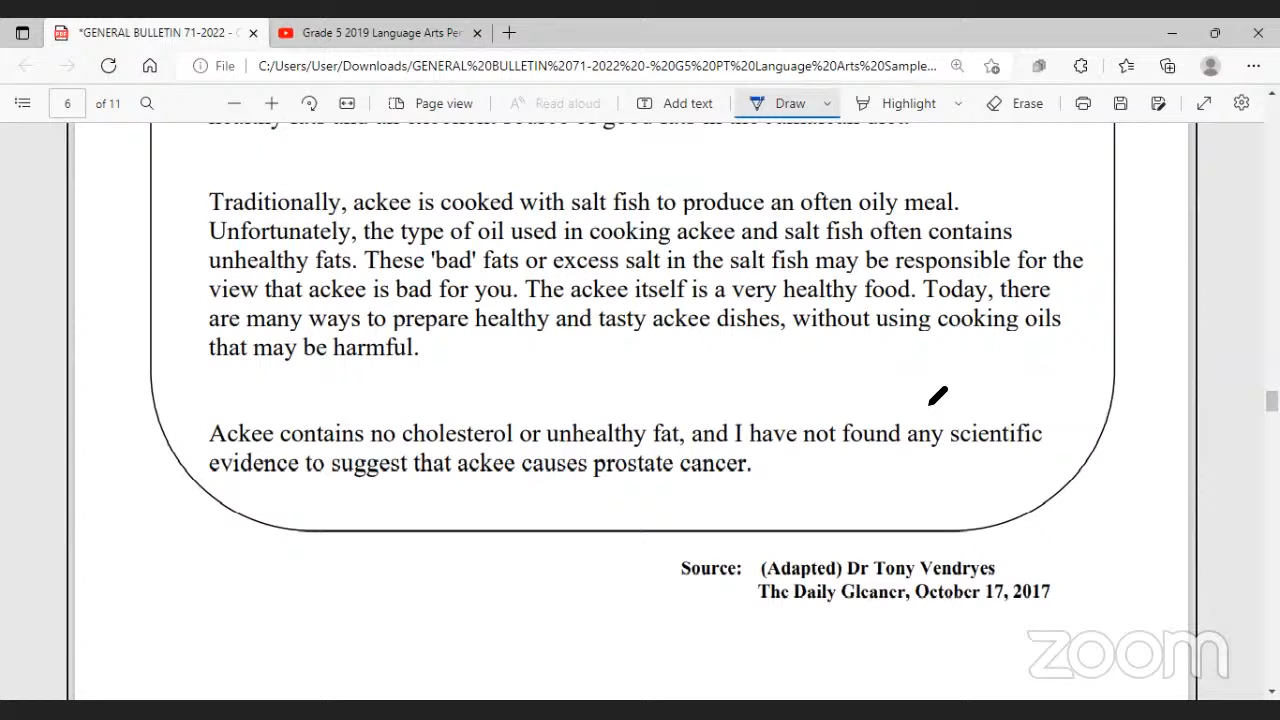 *GENERAL BULLETIN 71-2022 - G
Grade 5 2019 Language Arts Per
File
C:/Users/User/Downloads/GENERAL%20BULLETIN%2071-2022%20-%20G5%20PT%20Language%20Arts%20Sample...
6 of 11
Page view
Read aloud
Add text
Draw
Highlight
Erase
Traditionally, ackee is cooked with salt fish to produce an often oily meal.
Unfortunately, the type of oil used in cooking ackee and salt fish often contains
unhealthy fats. These 'bad' fats or excess salt in the salt fish may be responsible for the
view that ackee is bad for you. The ackee itself is a very healthy food. Today, there
are many ways to prepare healthy and tasty ackee dishes, without using cooking oils
that may be harmful.
Ackee contains no cholesterol or unhealthy fat, and I have not found any scientific
evidence to suggest that ackee causes prostate cancer.
Source: (Adapted) Dr Tony Vendryes
The Daily Gleaner, October 17, 2017
zoom